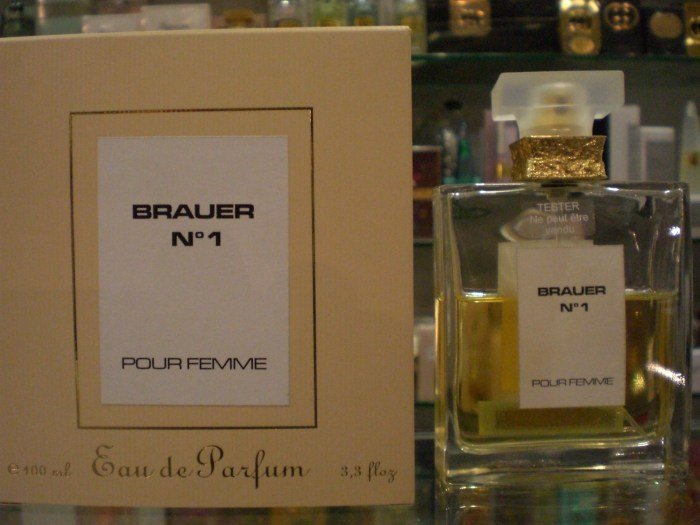 BRAUER
N°1
POUR FEMME
℮ 100 ml Eau de Parfum 3,3 fl oz
TESTER
Ne peut être
vendu
BRAUER
N°1
POUR FEMME